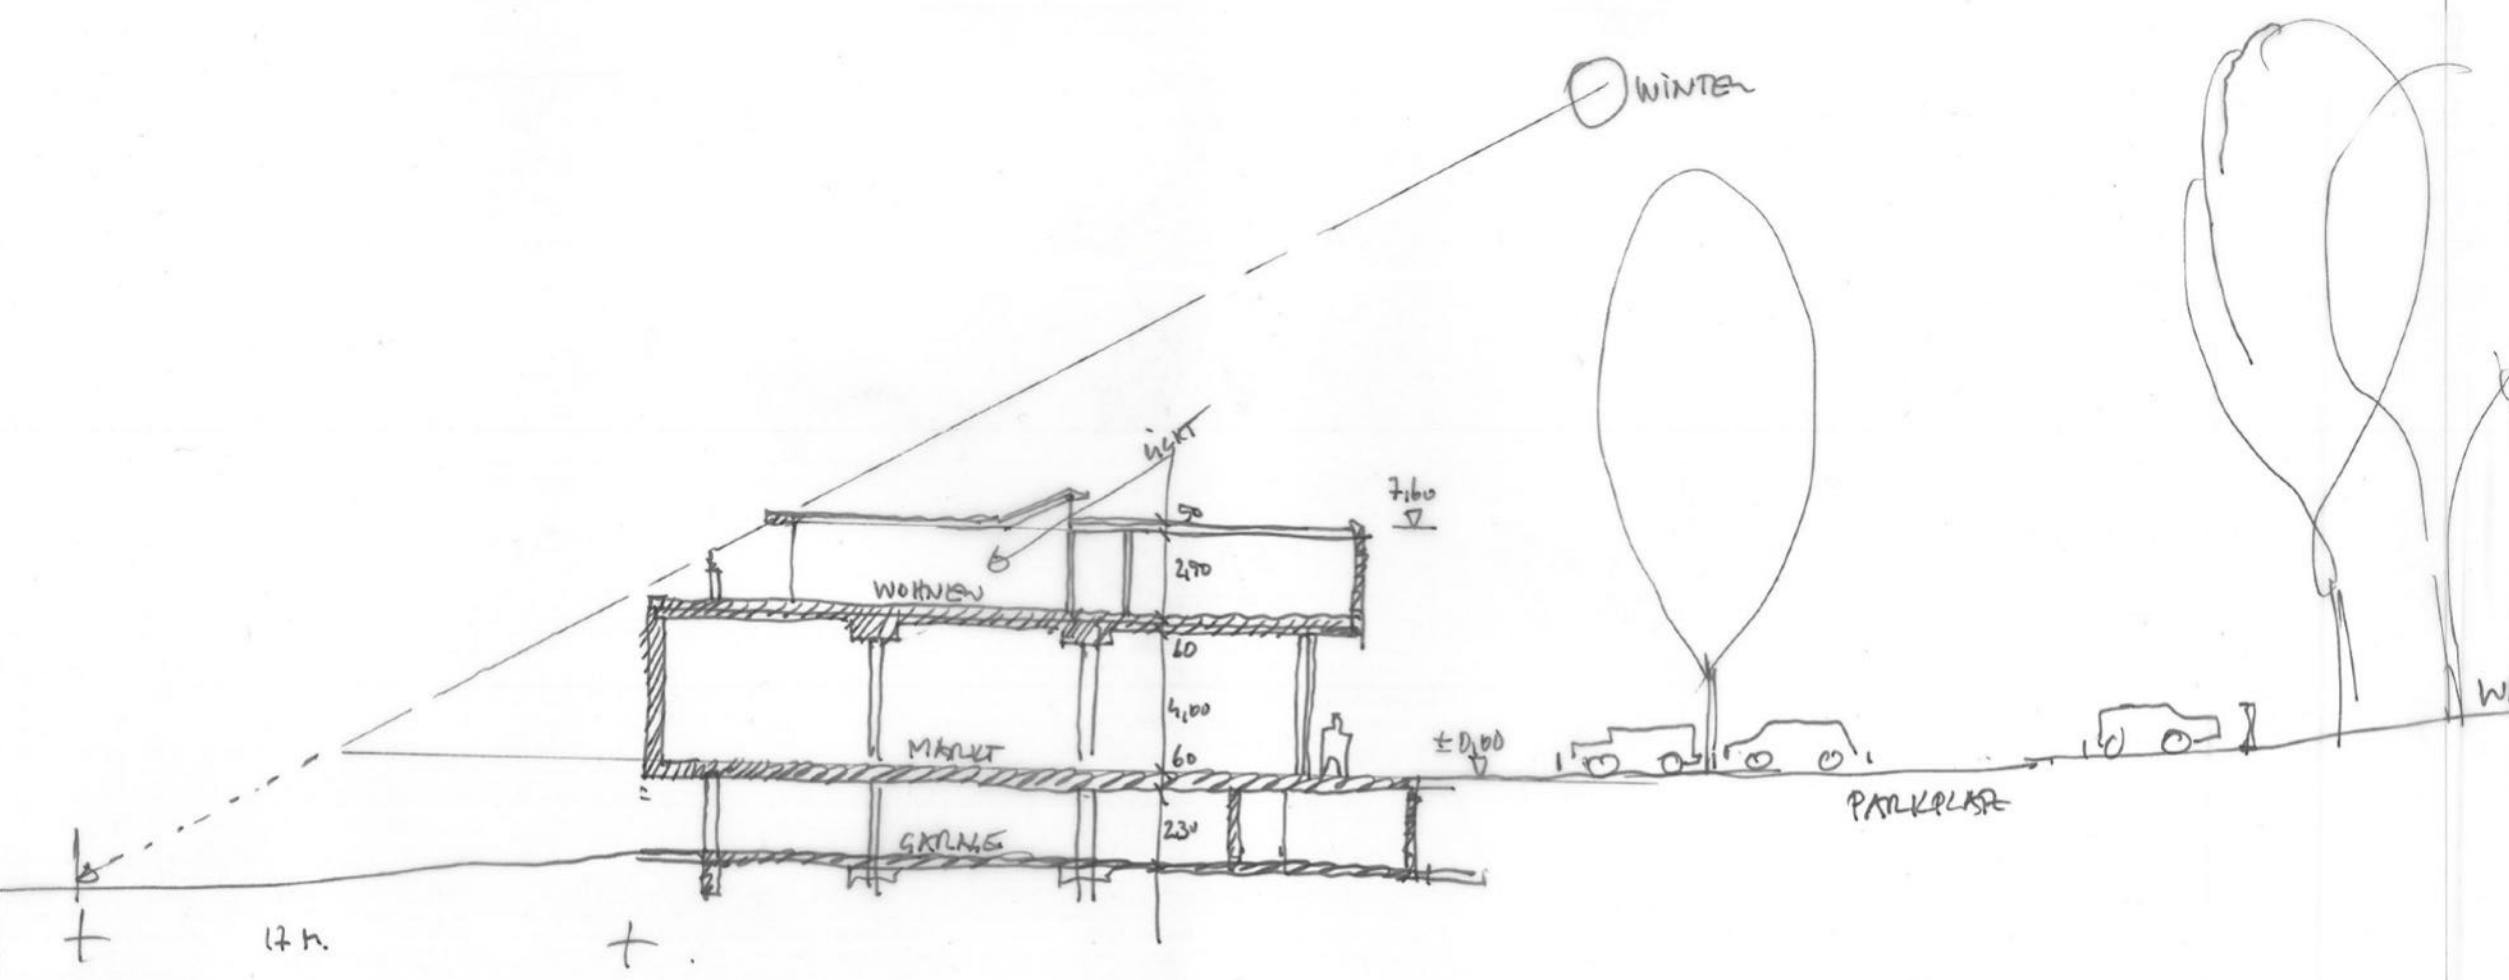 WINTER
LICHT
7,60
50
2,90
WOHNEN
60
4,00
MARKT
60
±0,00
PARKPLATZ
GARAGE
230
17 m.